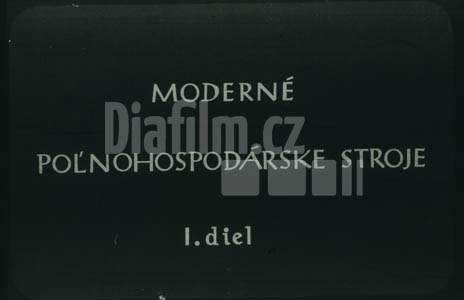 MODERNÉ
Diafilm.cz
POĽNOHOSPODÁRSKE STROJE
I. diel